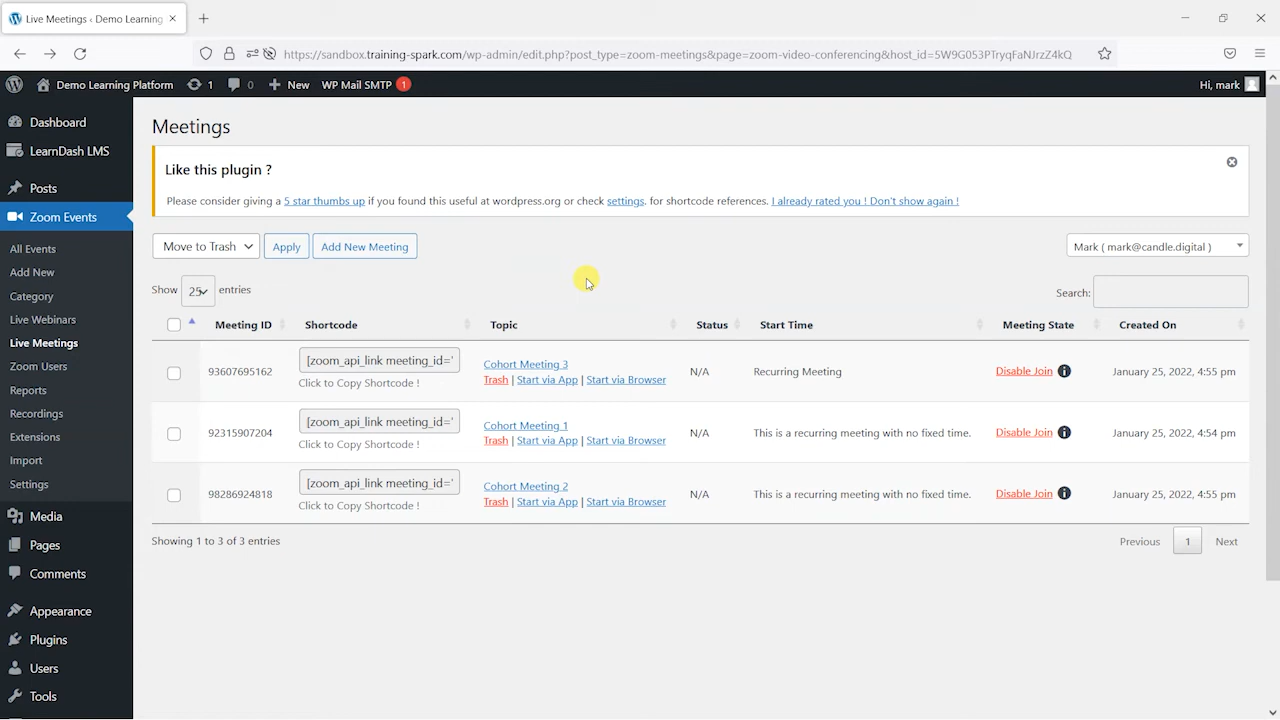 Live Meetings ‹ Demo Learning
https://sandbox.training-spark.com/wp-admin/edit.php?post_type=zoom-meetings&page=zoom-video-conferencing&host_id=5W9G053PTryqFaNJrzZ4kQ
Demo Learning Platform 1 0 New WP Mail SMTP 1 Hi, mark
Dashboard
LearnDash LMS
Posts
Zoom Events
All Events
Add New
Category
Live Webinars
Live Meetings
Zoom Users
Reports
Recordings
Extensions
Import
Settings
Media
Pages
Comments
Appearance
Plugins
Users
Tools
Meetings
Like this plugin ?
Please consider giving a 5 star thumbs up if you found this useful at wordpress.org or check settings. for shortcode references. I already rated you ! Don't show again !
Move to Trash Apply Add New Meeting Mark ( mark@candle.digital )
Show 25 entries Search:
Meeting ID Shortcode Topic Status Start Time Meeting State Created On
93607695162 [zoom_api_link meeting_id=' Cohort Meeting 3 N/A Recurring Meeting Disable Join January 25, 2022, 4:55 pm
Click to Copy Shortcode ! Trash | Start via App | Start via Browser
92315907204 [zoom_api_link meeting_id=' Cohort Meeting 1 N/A This is a recurring meeting with no fixed time. Disable Join January 25, 2022, 4:54 pm
Click to Copy Shortcode ! Trash | Start via App | Start via Browser
98286924818 [zoom_api_link meeting_id=' Cohort Meeting 2 N/A This is a recurring meeting with no fixed time. Disable Join January 25, 2022, 4:55 pm
Click to Copy Shortcode ! Trash | Start via App | Start via Browser
Showing 1 to 3 of 3 entries Previous 1 Next